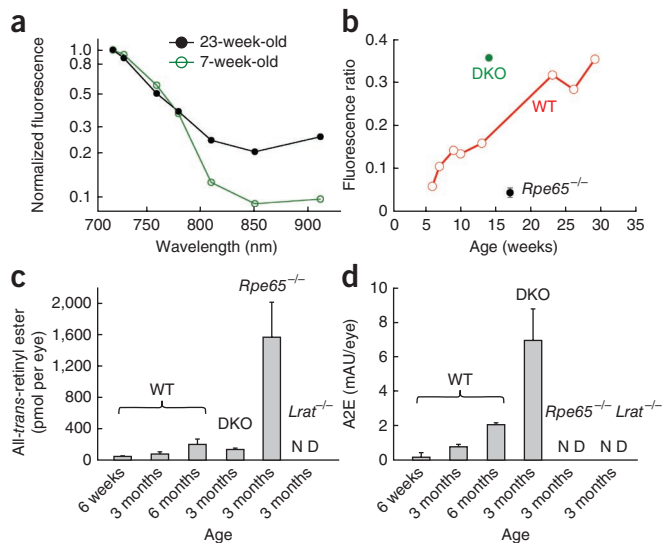 a
23-week-old
7-week-old
Normalized fluorescence
1.0
0.5
0.3
0.1
700
750
800
850
900
Wavelength (nm)
b
Fluorescence ratio
0.4
0.3
0.2
0.1
0
0
5
10
15
20
25
30
35
DKO
WT
Rpe65−/−
Age (weeks)
c
All-trans-retinyl ester
(pmol per eye)
2,000
1,600
1,200
800
400
0
WT
DKO
Rpe65−/−
Lrat−/−
N D
6 weeks
3 months
6 months
3 months
3 months
3 months
Age
d
A2E (mAU/eye)
10
8
6
4
2
0
WT
DKO
Rpe65−/− Lrat−/−
N D
N D
6 weeks
3 months
6 months
3 months
3 months
3 months
Age